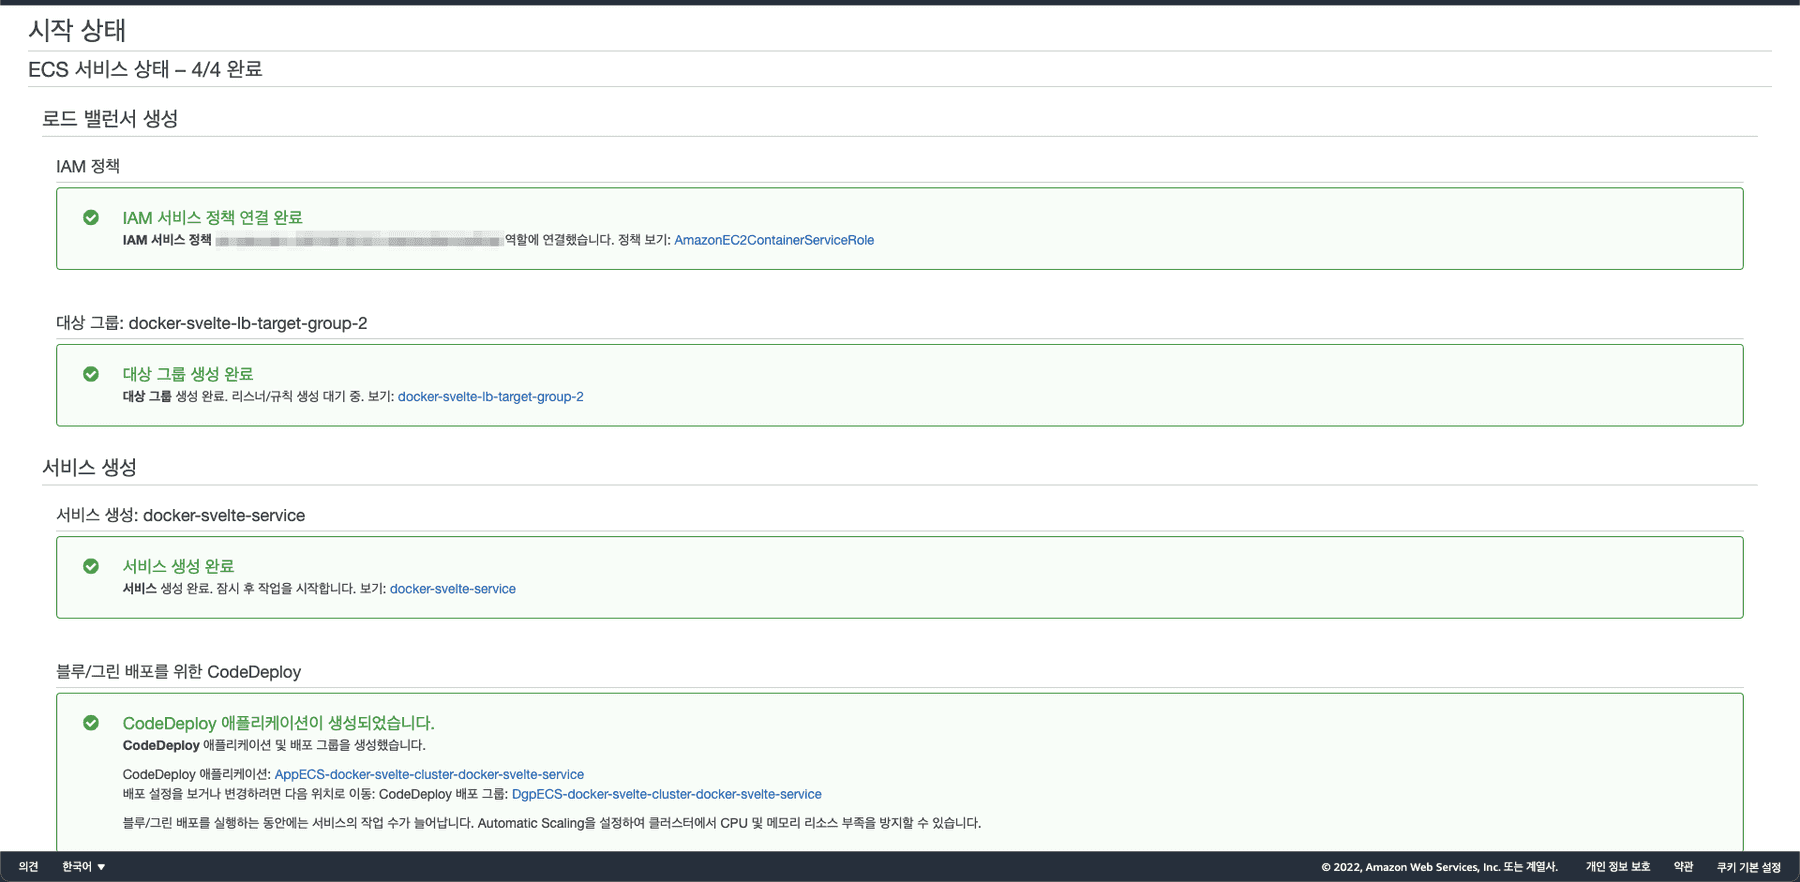 시작 상태
ECS 서비스 상태 – 4/4 완료
로드 밸런서 생성
IAM 정책
IAM 서비스 정책 연결 완료
IAM 서비스 정책 역할에 연결했습니다. 정책 보기: AmazonEC2ContainerServiceRole
대상 그룹: docker-svelte-lb-target-group-2
대상 그룹 생성 완료
대상 그룹 생성 완료. 리스너/규칙 생성 대기 중. 보기: docker-svelte-lb-target-group-2
서비스 생성
서비스 생성: docker-svelte-service
서비스 생성 완료
서비스 생성 완료. 잠시 후 작업을 시작합니다. 보기: docker-svelte-service
블루/그린 배포를 위한 CodeDeploy
CodeDeploy 애플리케이션이 생성되었습니다.
CodeDeploy 애플리케이션 및 배포 그룹을 생성했습니다.
CodeDeploy 애플리케이션: AppECS-docker-svelte-cluster-docker-svelte-service
배포 설정을 보거나 변경하려면 다음 위치로 이동: CodeDeploy 배포 그룹: DgpECS-docker-svelte-cluster-docker-svelte-service
블루/그린 배포를 실행하는 동안에는 서비스의 작업 수가 늘어납니다. Automatic Scaling을 설정하여 클러스터에서 CPU 및 메모리 리소스 부족을 방지할 수 있습니다.
의견 한국어 ▼ © 2022, Amazon Web Services, Inc. 또는 계열사. 개인 정보 보호 약관 쿠키 기본 설정